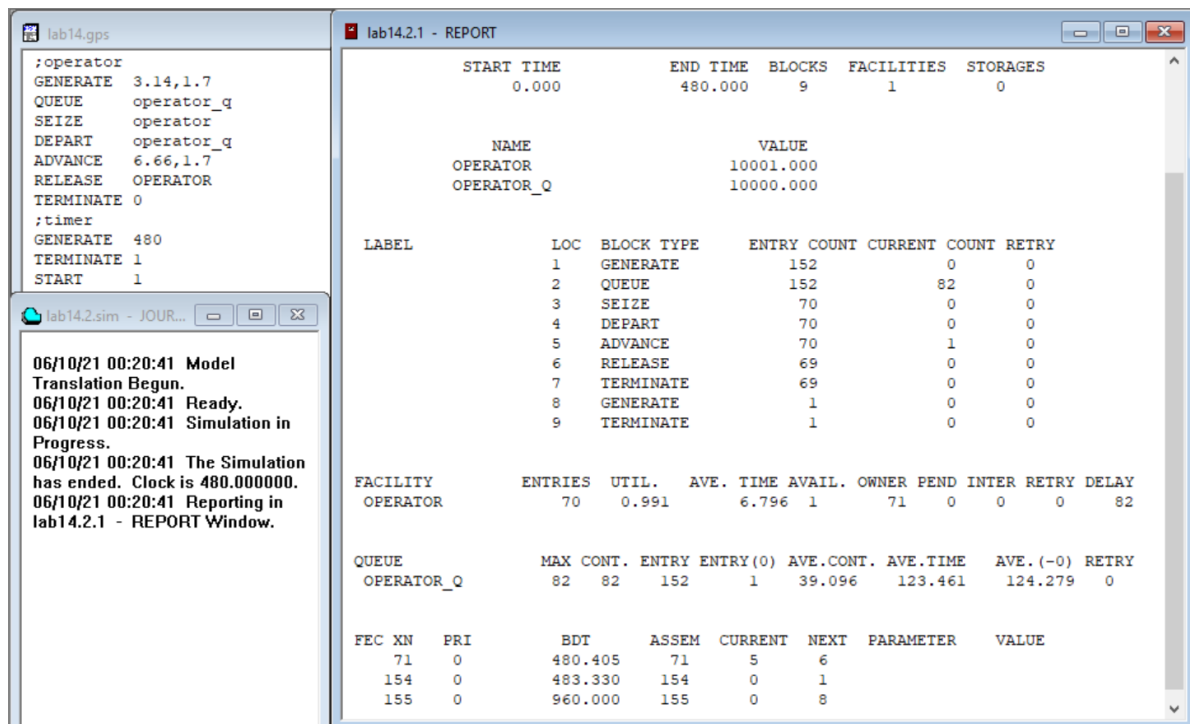 lab14.gps
;operator
GENERATE 3.14,1.7
QUEUE operator_q
SEIZE operator
DEPART operator_q
ADVANCE 6.66,1.7
RELEASE OPERATOR
TERMINATE 0
;timer
GENERATE 480
TERMINATE 1
START 1
lab14.2.sim - JOUR...
06/10/21 00:20:41 Model
Translation Begun.
06/10/21 00:20:41 Ready.
06/10/21 00:20:41 Simulation in
Progress.
06/10/21 00:20:41 The Simulation
has ended. Clock is 480.000000.
06/10/21 00:20:41 Reporting in
lab14.2.1 - REPORT Window.
lab14.2.1 - REPORT
START TIME END TIME BLOCKS FACILITIES STORAGES
0.000 480.000 9 1 0
NAME VALUE
OPERATOR 10001.000
OPERATOR_Q 10000.000
LABEL LOC BLOCK TYPE ENTRY COUNT CURRENT COUNT RETRY
1 GENERATE 152 0 0
2 QUEUE 152 82 0
3 SEIZE 70 0 0
4 DEPART 70 0 0
5 ADVANCE 70 1 0
6 RELEASE 69 0 0
7 TERMINATE 69 0 0
8 GENERATE 1 0 0
9 TERMINATE 1 0 0
FACILITY ENTRIES UTIL. AVE. TIME AVAIL. OWNER PEND INTER RETRY DELAY
OPERATOR 70 0.991 6.796 1 71 0 0 0 82
QUEUE MAX CONT. ENTRY ENTRY(0) AVE.CONT. AVE.TIME AVE.(-0) RETRY
OPERATOR_Q 82 82 152 1 39.096 123.461 124.279 0
FEC XN PRI BDT ASSEM CURRENT NEXT PARAMETER VALUE
71 0 480.405 71 5 6
154 0 483.330 154 0 1
155 0 960.000 155 0 8